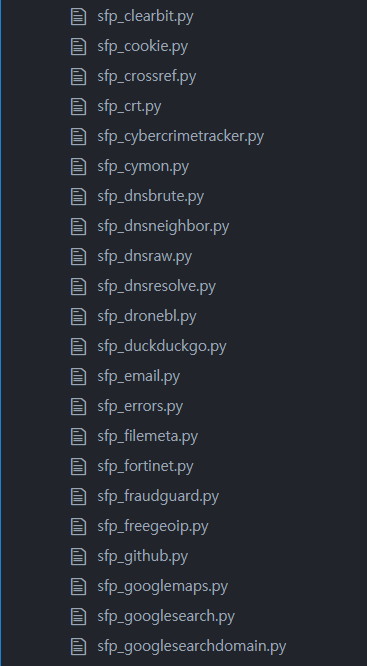 sfp_clearbit.py
sfp_cookie.py
sfp_crossref.py
sfp_crt.py
sfp_cybercrimetracker.py
sfp_cymon.py
sfp_dnsbrute.py
sfp_dnsneighbor.py
sfp_dnsraw.py
sfp_dnsresolve.py
sfp_dronebl.py
sfp_duckduckgo.py
sfp_email.py
sfp_errors.py
sfp_filemeta.py
sfp_fortinet.py
sfp_fraudguard.py
sfp_freegeoip.py
sfp_github.py
sfp_googlemaps.py
sfp_googlesearch.py
sfp_googlesearchdomain.py